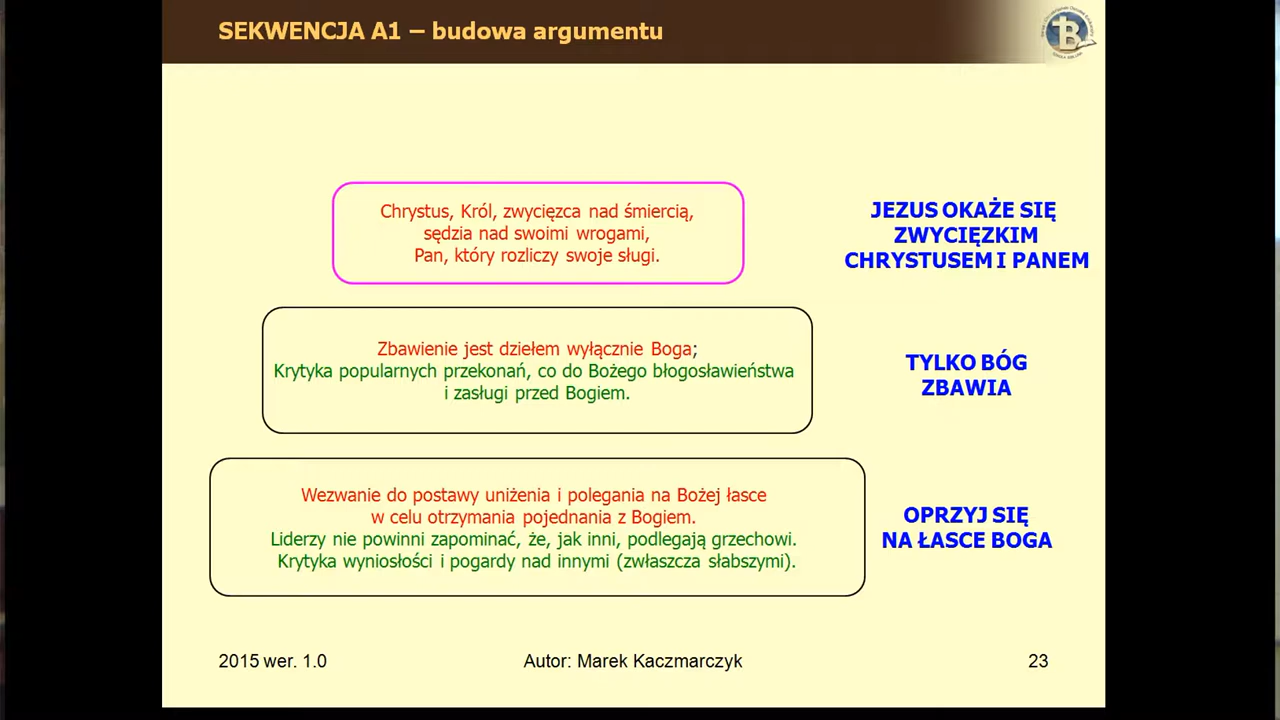 SEKWENCJA A1 – budowa argumentu
Chrystus, Król, zwycięzca nad śmiercią,
sędzia nad swoimi wrogami,
Pan, który rozliczy swoje sługi.
JEZUS OKAŻE SIĘ
ZWYCIĘZKIM
CHRYSTUSEM I PANEM
Zbawienie jest dziełem wyłącznie Boga;
Krytyka popularnych przekonań, co do Bożego błogosławieństwa
i zasługi przed Bogiem.
TYLKO BÓG
ZBAWIA
Wezwanie do postawy uniżenia i polegania na Bożej łasce
w celu otrzymania pojednania z Bogiem.
Liderzy nie powinni zapominać, że, jak inni, podlegają grzechowi.
Krytyka wyniosłości i pogardy nad innymi (zwłaszcza słabszymi).
OPRZYJ SIĘ
NA ŁASCE BOGA
2015 wer. 1.0
Autor: Marek Kaczmarczyk
23